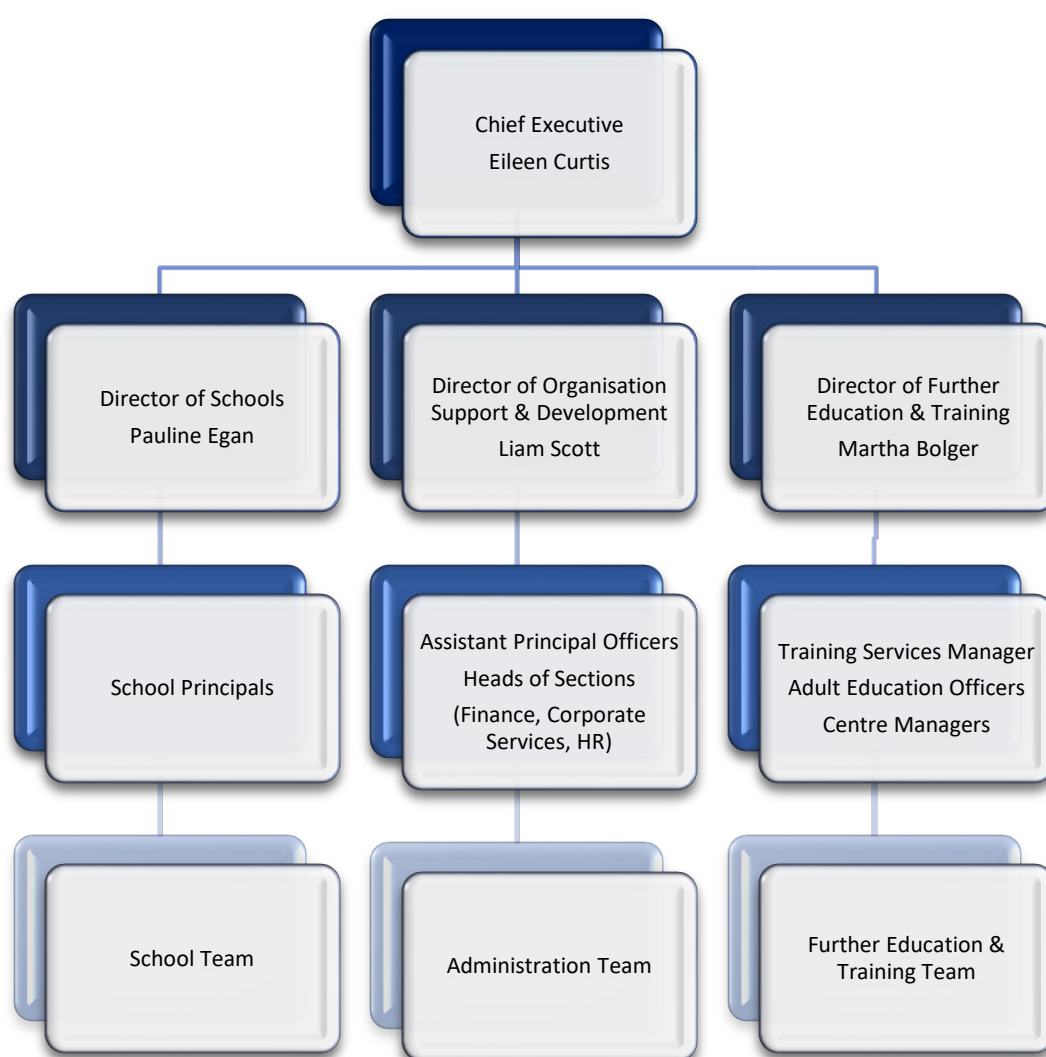 Chief Executive
Eileen Curtis
Director of Schools
Pauline Egan
Director of Organisation
Support & Development
Liam Scott
Director of Further
Education & Training
Martha Bolger
School Principals
Assistant Principal Officers
Heads of Sections
(Finance, Corporate
Services, HR)
Training Services Manager
Adult Education Officers
Centre Managers
School Team
Administration Team
Further Education &
Training Team